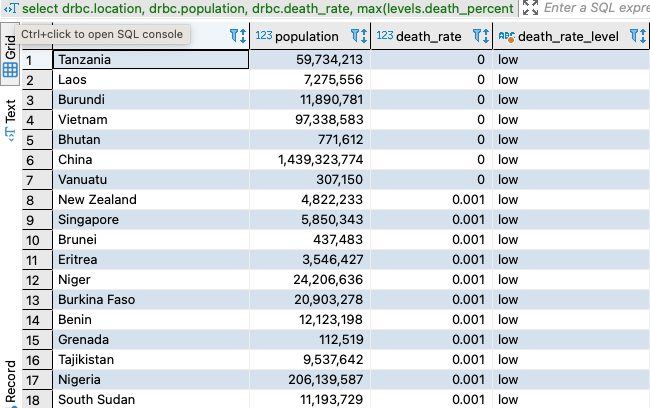 select drbc.location, drbc.population, drbc.death_rate, max(levels.death_percent Enter a SQL expre
Ctrl+click to open SQL console 123 population 123 death_rate ABC death_rate_level
1 Tanzania 59,734,213 0 low
2 Laos 7,275,556 0 low
3 Burundi 11,890,781 0 low
4 Vietnam 97,338,583 0 low
5 Bhutan 771,612 0 low
6 China 1,439,323,774 0 low
7 Vanuatu 307,150 0 low
8 New Zealand 4,822,233 0.001 low
9 Singapore 5,850,343 0.001 low
10 Brunei 437,483 0.001 low
11 Eritrea 3,546,427 0.001 low
12 Niger 24,206,636 0.001 low
13 Burkina Faso 20,903,278 0.001 low
14 Benin 12,123,198 0.001 low
15 Grenada 112,519 0.001 low
16 Tajikistan 9,537,642 0.001 low
17 Nigeria 206,139,587 0.001 low
18 South Sudan 11,193,729 0.001 low
Grid
Text
Record